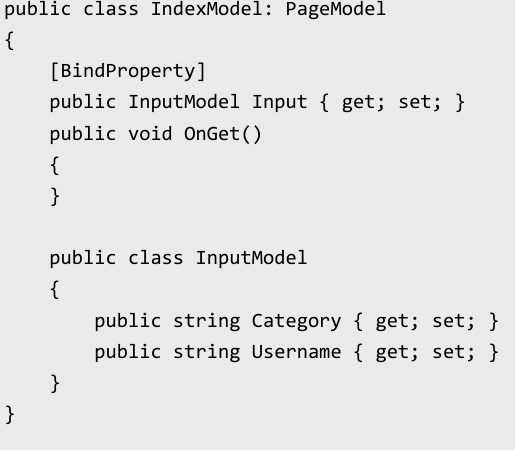 public class IndexModel: PageModel
{
    [BindProperty]
    public InputModel Input { get; set; }
    public void OnGet()
    {
    }

    public class InputModel
    {
        public string Category { get; set; }
        public string Username { get; set; }
    }
}